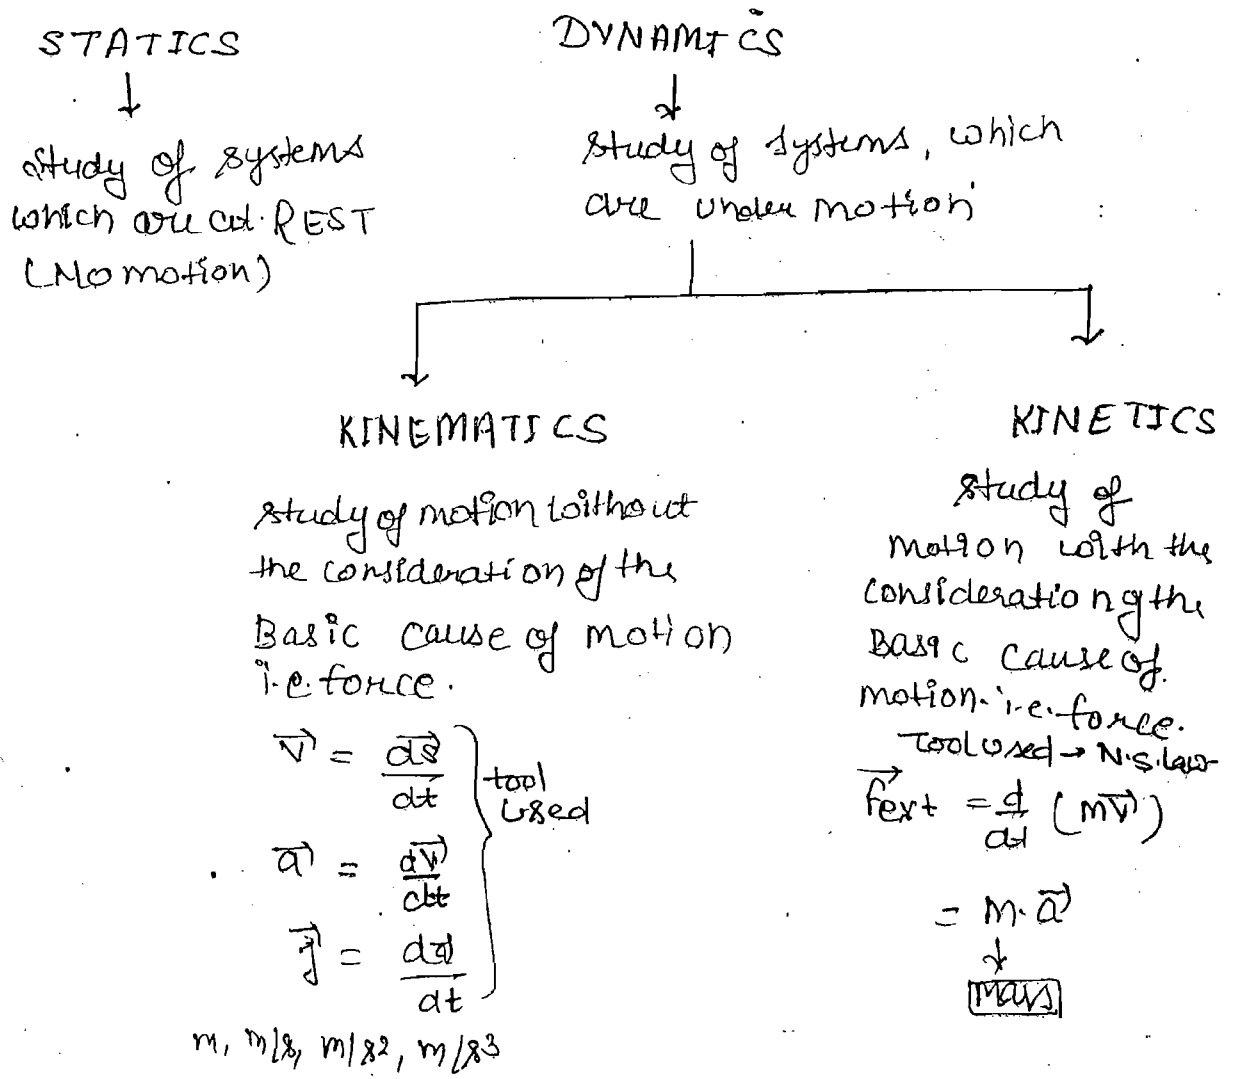 STATICS
↓
study of systems
which are at REST
(No motion)
DYNAMICS
↓
study of systems, which
are under motion
KINEMATICS
study of motion without
the consideration of the
Basic cause of motion
i.e. force.
v⃗ = ds⃗/dt
a⃗ = dv⃗/dt
j⃗ = da⃗/dt
tool
used
m, m/s, m/s2, m/s3
KINETICS
study of
motion with the
consideration of the
Basic cause of
motion. i.e. force.
Tool used → N.S. law
F⃗ext = d/dt (mv⃗)
= m.a⃗
↓
mass